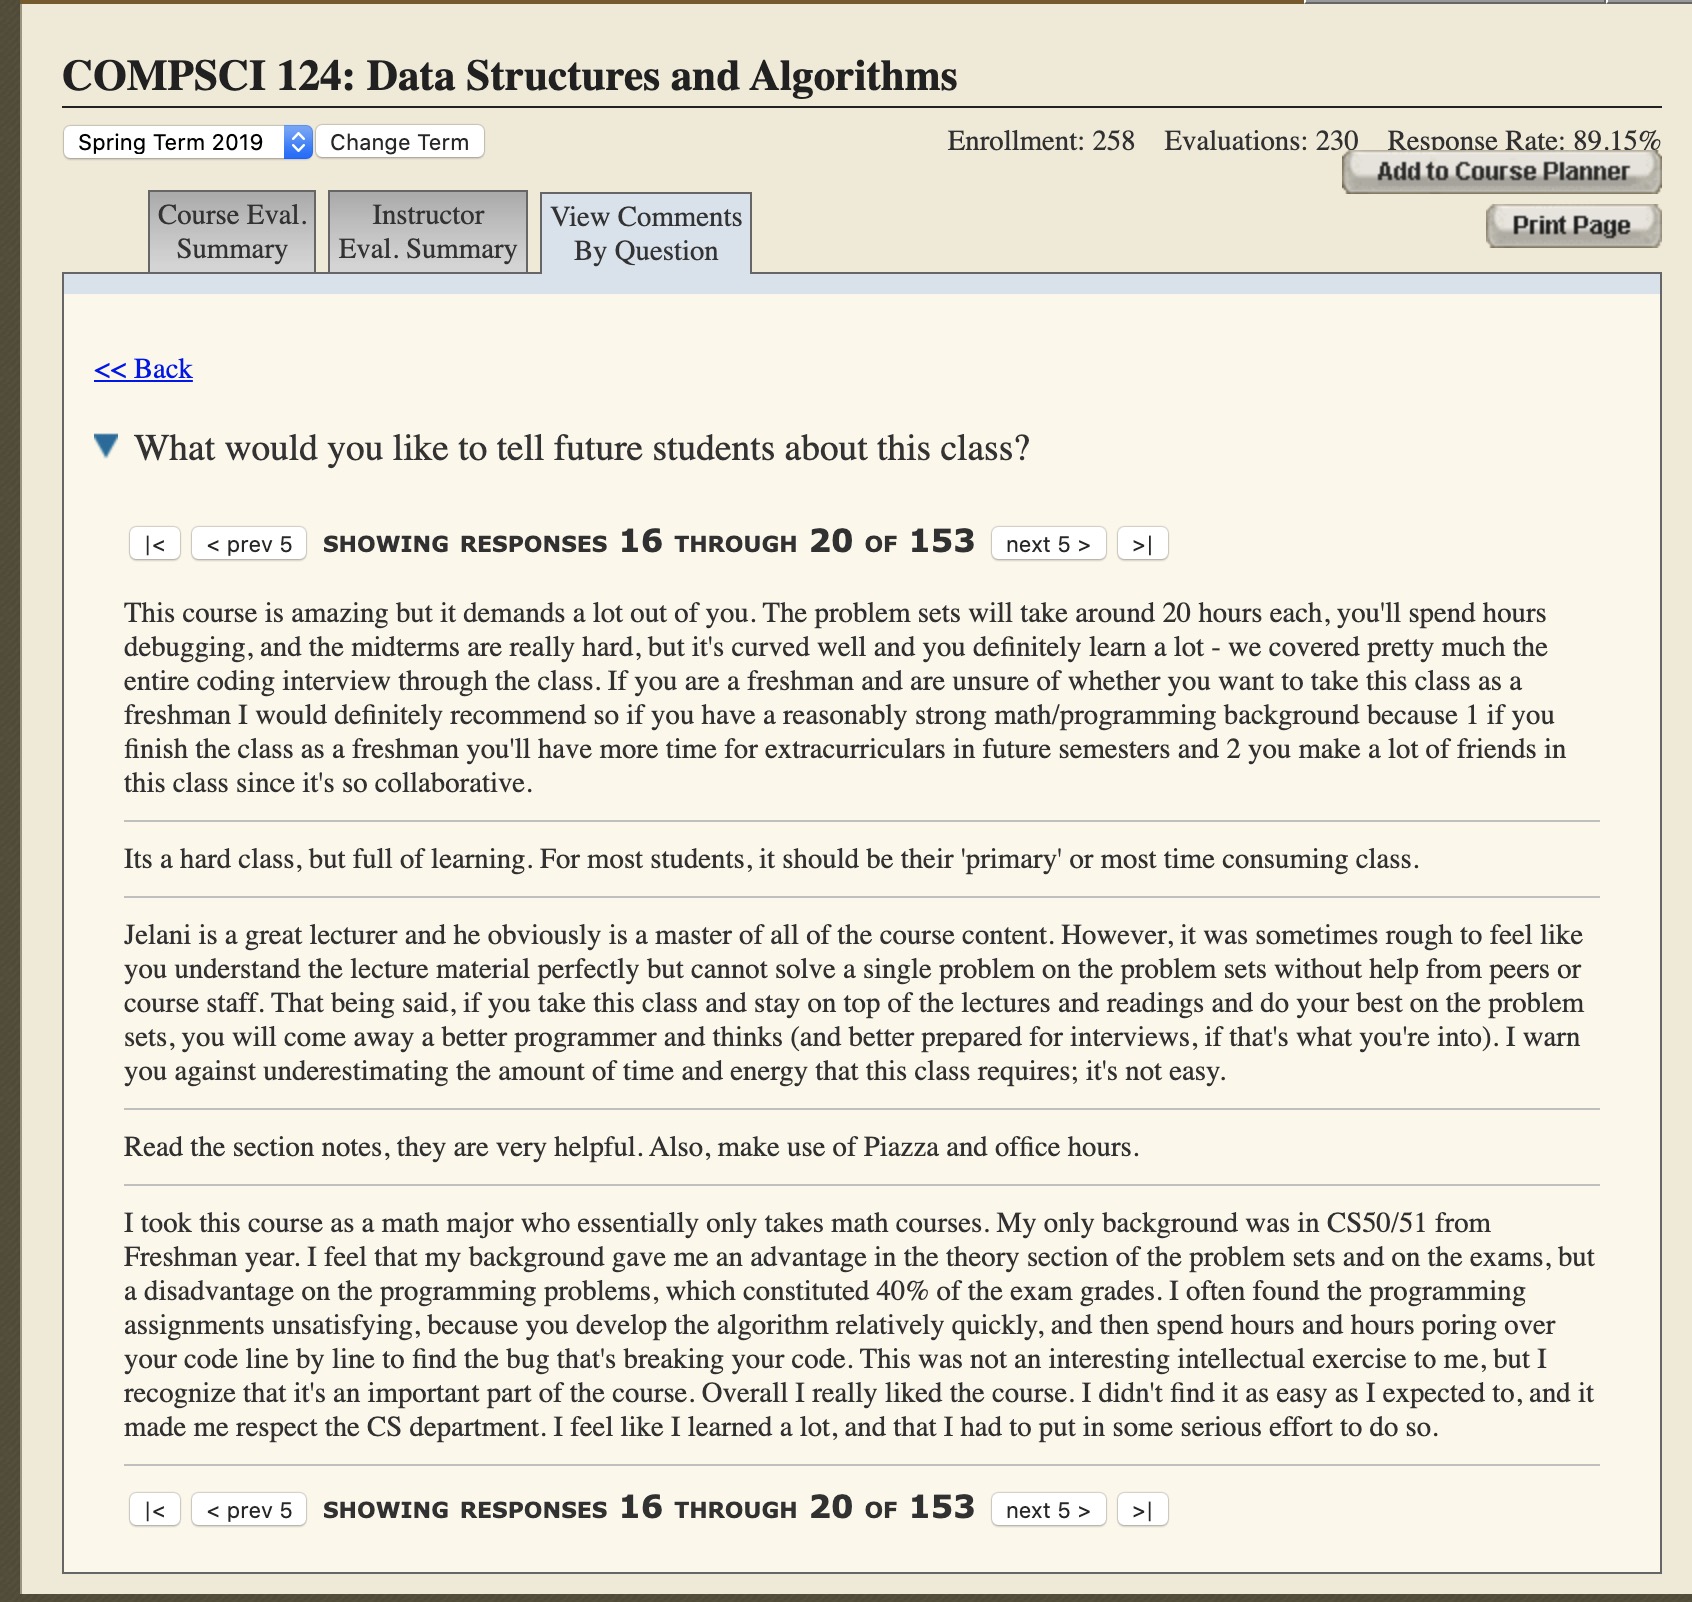 COMPSCI 124: Data Structures and Algorithms
Spring Term 2019 Change Term Enrollment: 258 Evaluations: 230 Response Rate: 89.15%
Add to Course Planner
Print Page
Course Eval. Summary
Instructor Eval. Summary
View Comments By Question
<< Back
What would you like to tell future students about this class?
|< < prev 5 SHOWING RESPONSES 16 THROUGH 20 OF 153 next 5 > >|
This course is amazing but it demands a lot out of you. The problem sets will take around 20 hours each, you'll spend hours
debugging, and the midterms are really hard, but it's curved well and you definitely learn a lot - we covered pretty much the
entire coding interview through the class. If you are a freshman and are unsure of whether you want to take this class as a
freshman I would definitely recommend so if you have a reasonably strong math/programming background because 1 if you
finish the class as a freshman you'll have more time for extracurriculars in future semesters and 2 you make a lot of friends in
this class since it's so collaborative.
Its a hard class, but full of learning. For most students, it should be their 'primary' or most time consuming class.
Jelani is a great lecturer and he obviously is a master of all of the course content. However, it was sometimes rough to feel like
you understand the lecture material perfectly but cannot solve a single problem on the problem sets without help from peers or
course staff. That being said, if you take this class and stay on top of the lectures and readings and do your best on the problem
sets, you will come away a better programmer and thinks (and better prepared for interviews, if that's what you're into). I warn
you against underestimating the amount of time and energy that this class requires; it's not easy.
Read the section notes, they are very helpful. Also, make use of Piazza and office hours.
I took this course as a math major who essentially only takes math courses. My only background was in CS50/51 from
Freshman year. I feel that my background gave me an advantage in the theory section of the problem sets and on the exams, but
a disadvantage on the programming problems, which constituted 40% of the exam grades. I often found the programming
assignments unsatisfying, because you develop the algorithm relatively quickly, and then spend hours and hours poring over
your code line by line to find the bug that's breaking your code. This was not an interesting intellectual exercise to me, but I
recognize that it's an important part of the course. Overall I really liked the course. I didn't find it as easy as I expected to, and it
made me respect the CS department. I feel like I learned a lot, and that I had to put in some serious effort to do so.
|< < prev 5 SHOWING RESPONSES 16 THROUGH 20 OF 153 next 5 > >|